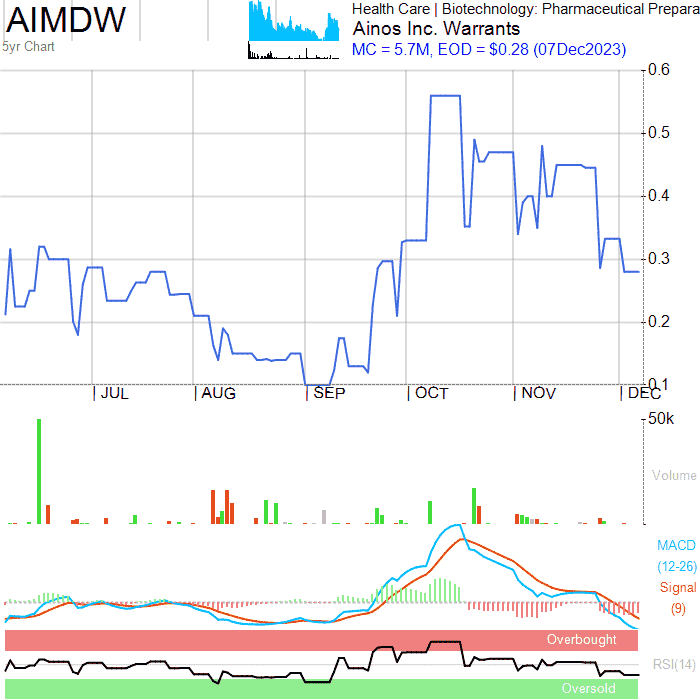 AIMDW
5yr Chart
Health Care | Biotechnology: Pharmaceutical Prepara
Ainos Inc. Warrants
MC = 5.7M, EOD = $0.28 (07Dec2023)
0.6
0.5
0.4
0.3
0.2
0.1
JUL AUG SEP OCT NOV DEC
50k
Volume
MACD
(12-26)
Signal
(9)
Overbought
RSI(14)
Oversold